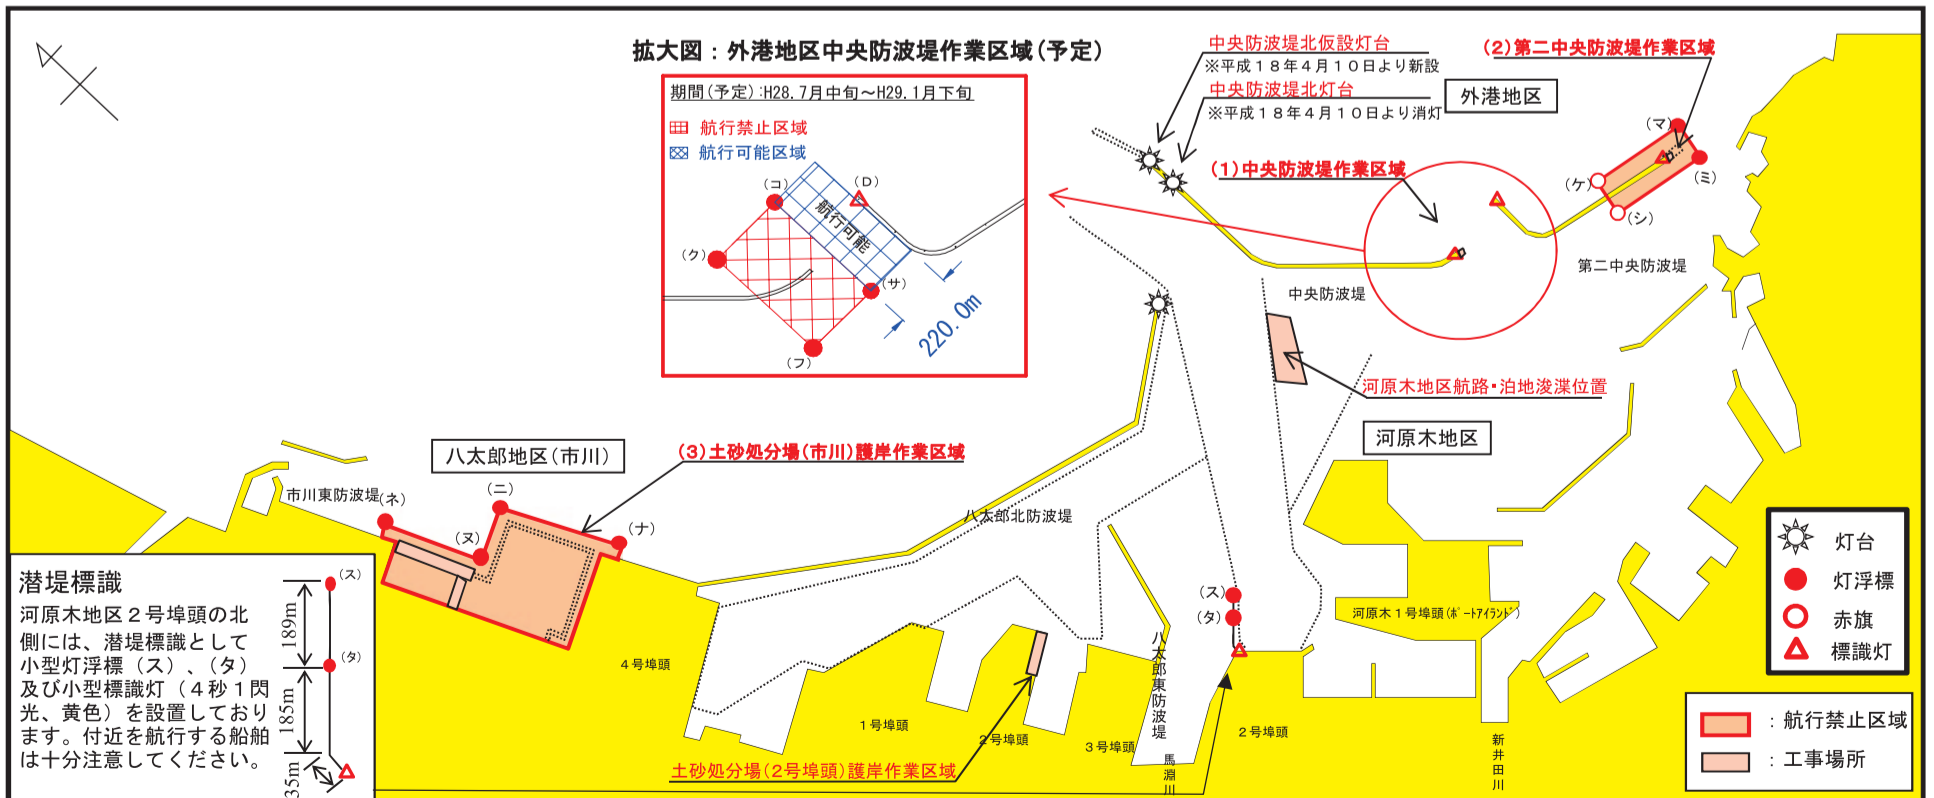 拡大図：外港地区中央防波堤作業区域(予定)
期間(予定):H28.7月中旬～H29.1月下旬
航行禁止区域
航行可能区域
(コ)
(D)
航行可能
(ク)
(サ)
(フ)
220.0m
中央防波堤北仮設灯台
※平成18年4月10日より新設
中央防波堤北灯台
※平成18年4月10日より消灯
(1)中央防波堤作業区域
(2)第二中央防波堤作業区域
外港地区
(マ)
(ミ)
(ケ)
(シ)
第二中央防波堤
中央防波堤
河原木地区航路・泊地浚渫位置
河原木地区
八太郎地区(市川)
(3)土砂処分場(市川)護岸作業区域
市川東防波堤
(ネ)
(ニ)
(ヌ)
(ナ)
八太郎北防波堤
(ス)
(タ)
河原木1号埠頭(ポートアイランド)
八太郎東防波堤
4号埠頭
1号埠頭
2号埠頭
3号埠頭
2号埠頭
馬淵川
新井田川
土砂処分場(2号埠頭)護岸作業区域
潜堤標識
河原木地区2号埠頭の北
側には、潜堤標識として
小型灯浮標(ス)、(タ)
及び小型標識灯(4秒1閃
光、黄色)を設置しており
ます。付近を航行する船舶
は十分注意してください。
(ス)
189m
(タ)
185m
35m
灯台
灯浮標
赤旗
標識灯
：航行禁止区域
：工事場所